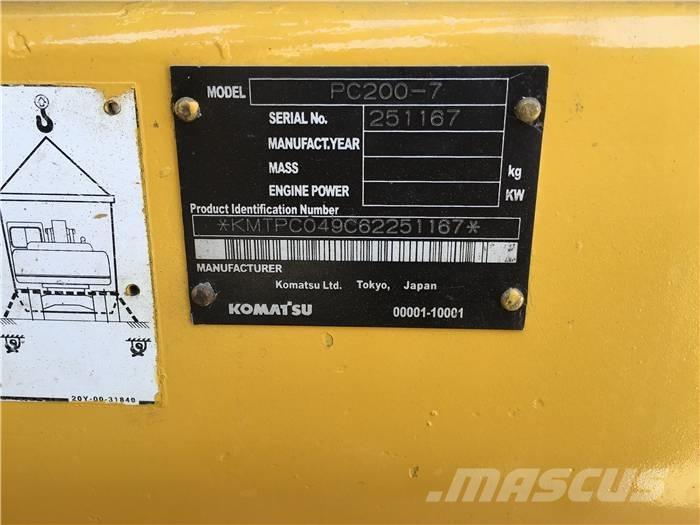 MODEL PC200-7
SERIAL No. 251167
MANUFACT.YEAR
MASS kg
ENGINE POWER KW
Product Identification Number
*KMTPC049C62251167*
MANUFACTURER
Komatsu Ltd. Tokyo, Japan
KOMATSU 00001-10001
20Y-00-31840
MASCUS